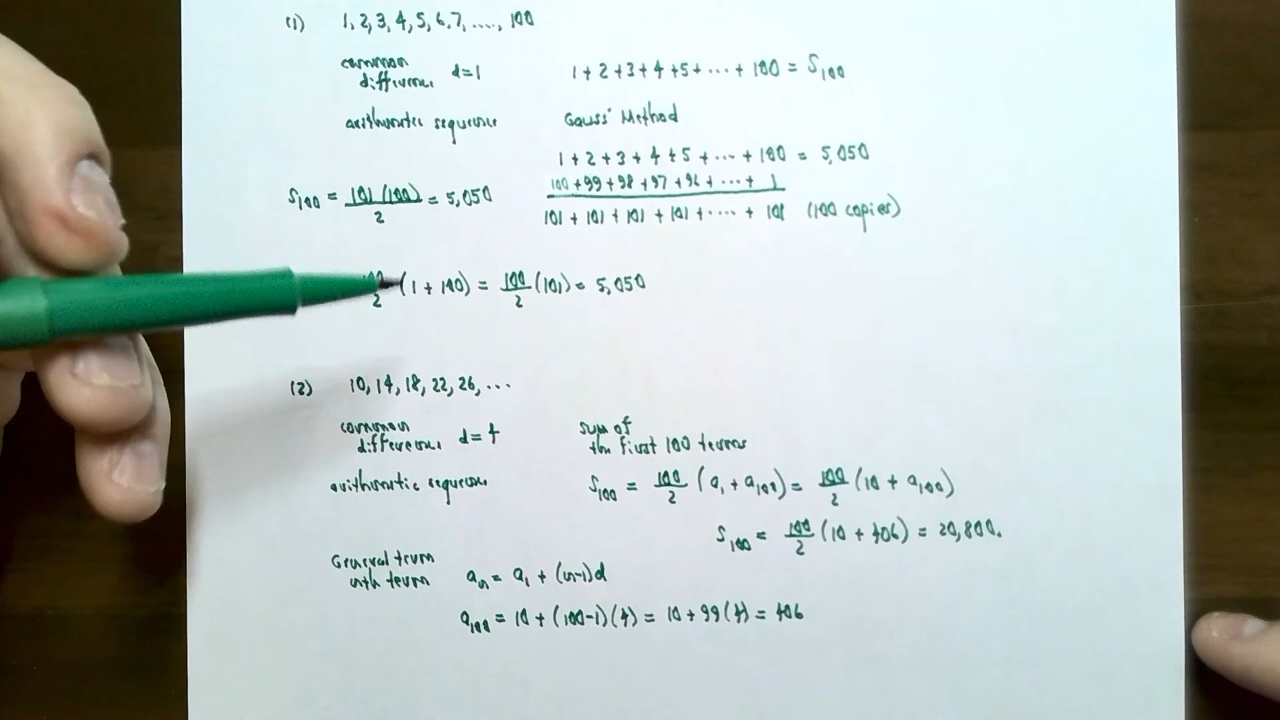 (1) 1, 2, 3, 4, 5, 6, 7, ...., 100
common
difference d=1
1 + 2 + 3 + 4 + 5 + ... + 100 = S₁₀₀
arithmetic sequence
Gauss' Method
1 + 2 + 3 + 4 + 5 + ... + 100 = 5,050
100 + 99 + 98 + 97 + 96 + ... + 1
S₁₀₀ = 101(100)/2 = 5,050
101 + 101 + 101 + 101 + .... + 101 (100 copies)
100/2 (1 + 100) = 100/2 (101) = 5,050
(2) 10, 14, 18, 22, 26, ...
common
difference d=4
sum of
the first 100 terms
arithmetic sequence
S₁₀₀ = 100/2 (a₁ + a₁₀₀) = 100/2 (10 + a₁₀₀)
S₁₀₀ = 100/2 (10 + 406) = 20,800.
General term
nth term
aₙ = a₁ + (n-1)d
a₁₀₀ = 10 + (100-1)(4) = 10 + 99(4) = 406